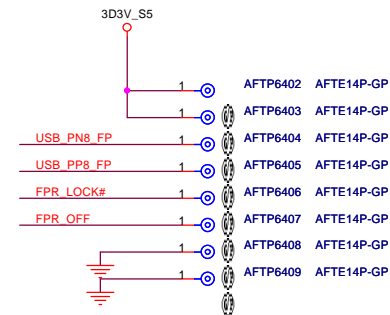 3D3V_S5
1 AFTP6402 AFTE14P-GP
1 AFTP6403 AFTE14P-GP
USB_PN8_FP 1 AFTP6404 AFTE14P-GP
USB_PP8_FP 1 AFTP6405 AFTE14P-GP
FPR_LOCK# 1 AFTP6406 AFTE14P-GP
FPR_OFF 1 AFTP6407 AFTE14P-GP
1 AFTP6408 AFTE14P-GP
1 AFTP6409 AFTE14P-GP